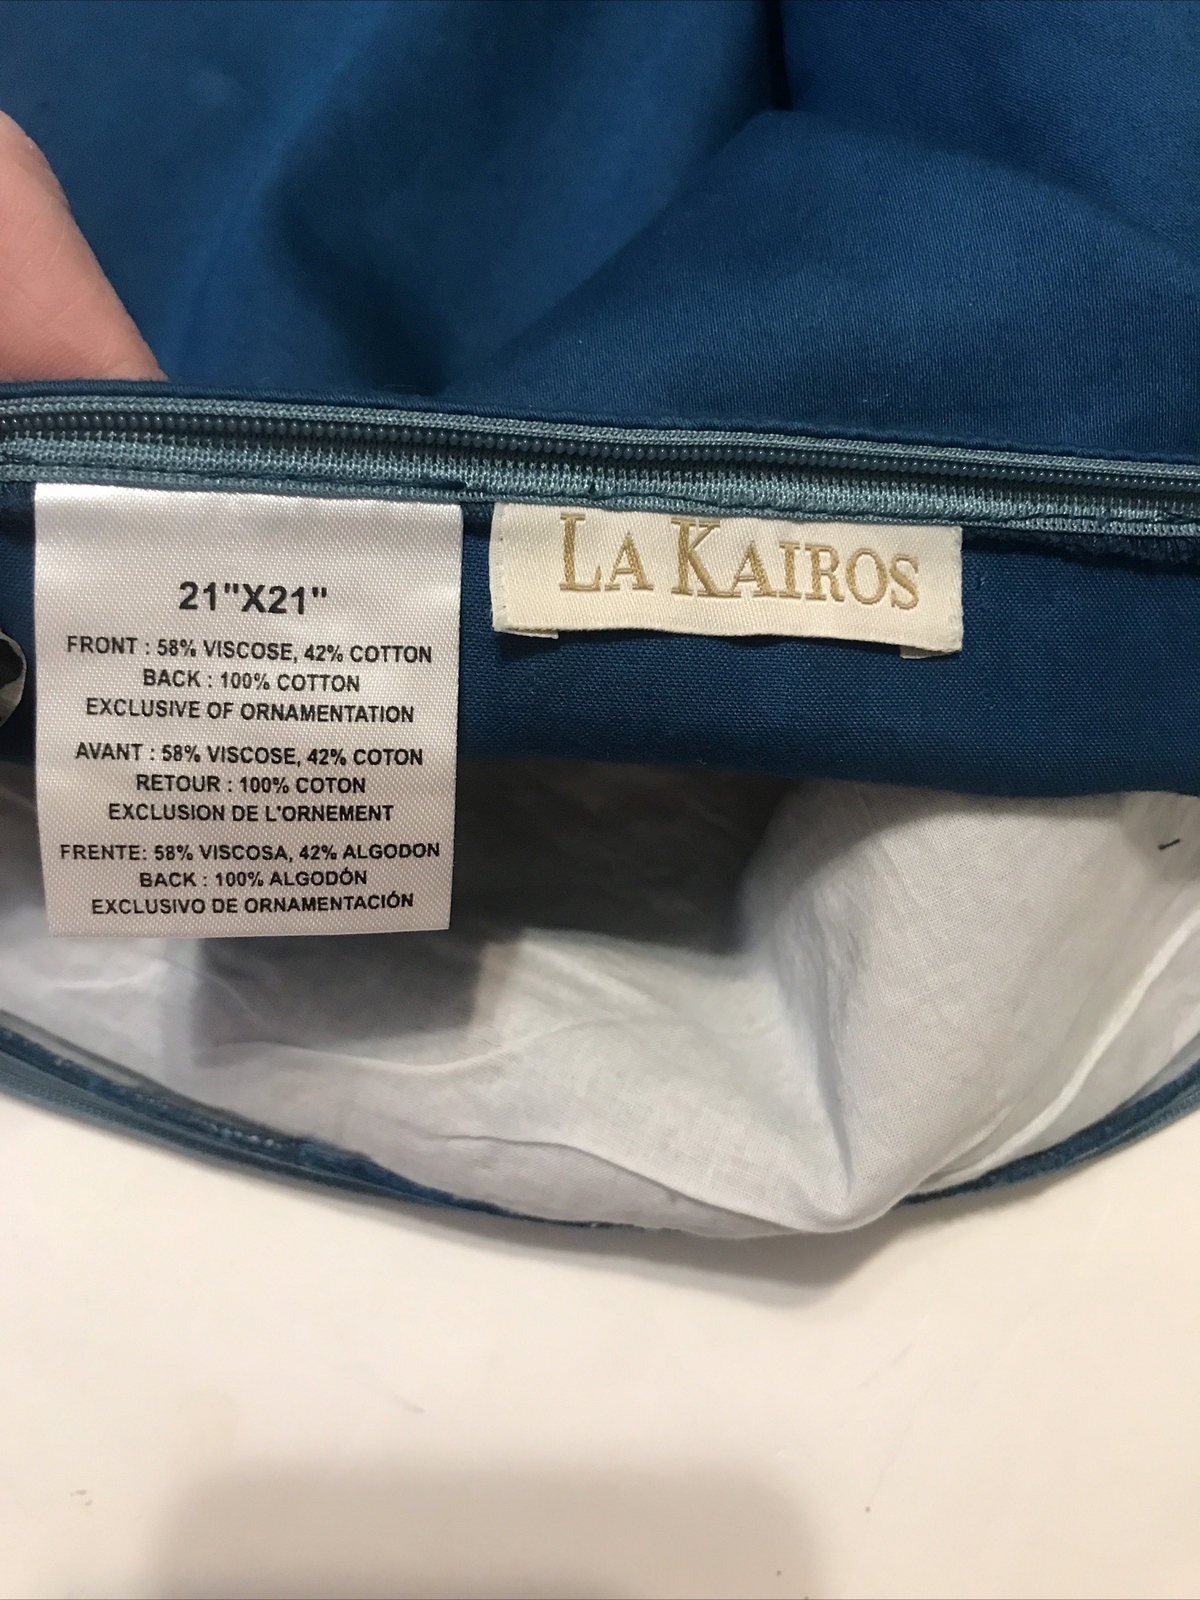 21"X21"
FRONT : 58% VISCOSE, 42% COTTON
BACK : 100% COTTON
EXCLUSIVE OF ORNAMENTATION
AVANT : 58% VISCOSE, 42% COTON
RETOUR : 100% COTON
EXCLUSION DE L'ORNEMENT
FRENTE: 58% VISCOSA, 42% ALGODON
BACK : 100% ALGODÓN
EXCLUSIVO DE ORNAMENTACIÓN
LA KAIROS